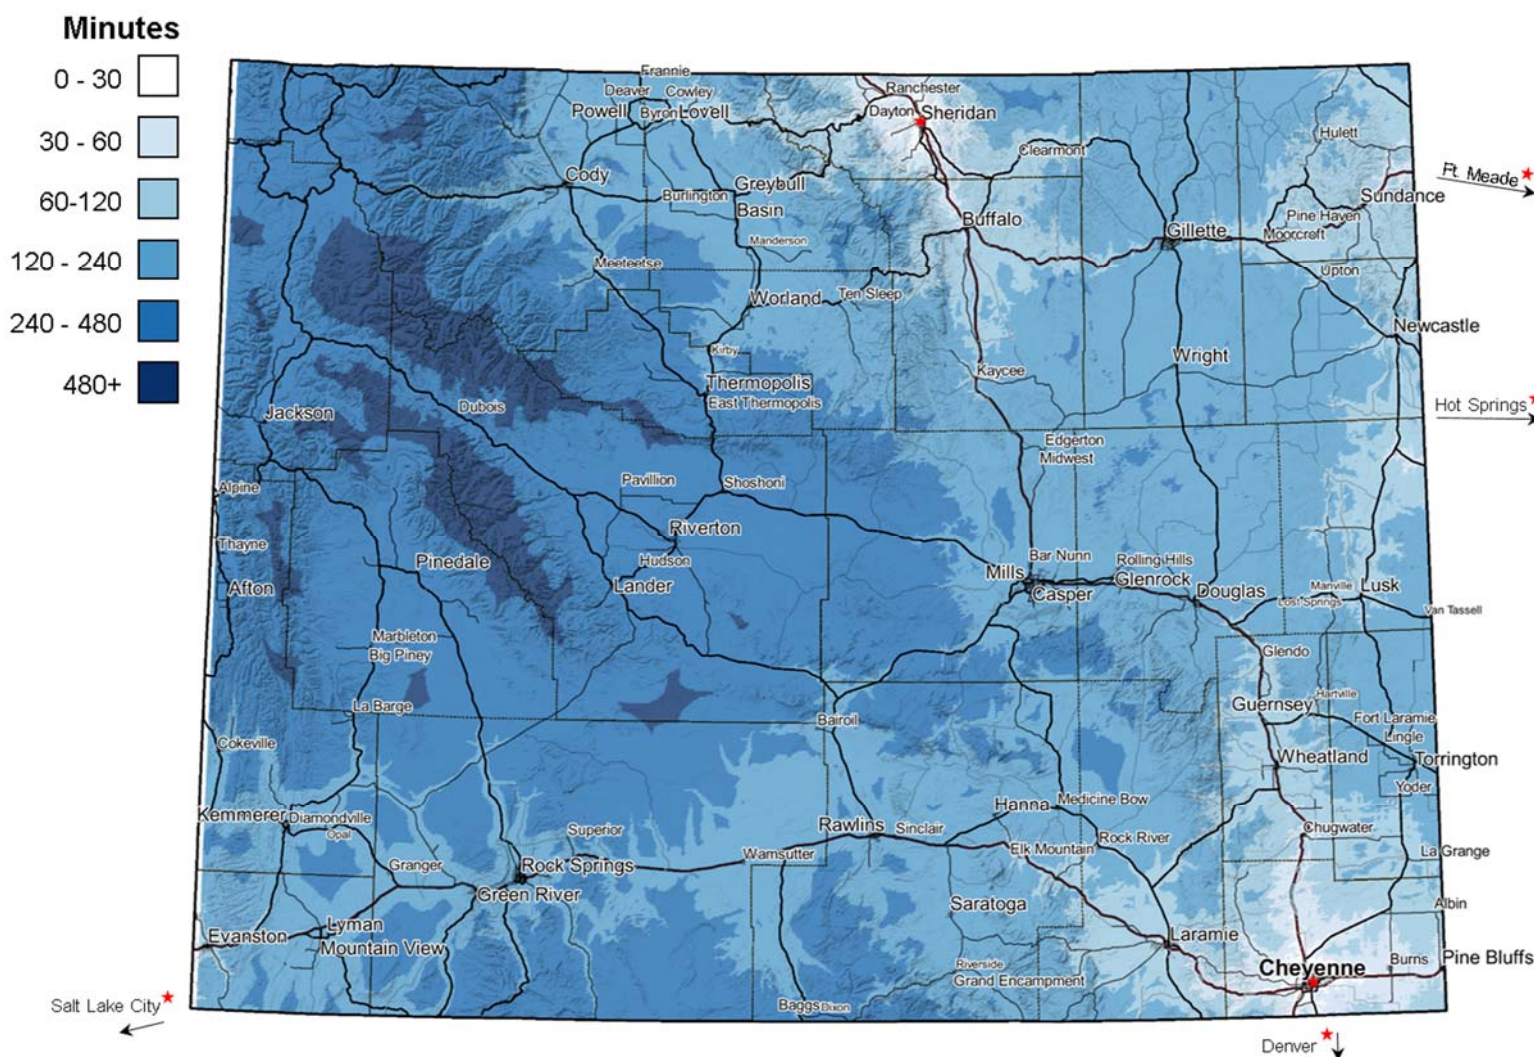 Minutes
0 - 30
30 - 60
60-120
120 - 240
240 - 480
480+
Frannie
Deaver
Cowley
Powell
Byron
Lovell
Ranchester
Dayton
Sheridan
Clearmont
Hulett
Ft. Meade
Cody
Greybull
Burlington
Basin
Sundance
Pine Haven
Buffalo
Gillette
Moorcroft
Manderson
Meeteetse
Upton
Worland
Ten Sleep
Newcastle
Kirby
Wright
Kaycee
Thermopolis
East Thermopolis
Dubois
Jackson
Hot Springs
Edgerton
Midwest
Alpine
Pavillion
Shoshoni
Riverton
Thayne
Hudson
Pinedale
Bar Nunn
Rolling Hills
Mills
Glenrock
Afton
Lander
Casper
Douglas
Manville
Lusk
Lost Springs
Van Tassell
Marbleton
Big Piney
Glendo
Hartville
La Barge
Guernsey
Bairoil
Fort Laramie
Lingle
Cokeville
Wheatland
Torrington
Yoder
Kemmerer
Diamondville
Opal
Hanna
Medicine Bow
Superior
Rawlins
Sinclair
Chugwater
Rock River
Elk Mountain
Wamsutter
La Grange
Granger
Rock Springs
Green River
Saratoga
Albin
Lyman
Evanston
Mountain View
Laramie
Riverside
Grand Encampment
Cheyenne
Burns
Pine Bluffs
Salt Lake City
Baggs
Dixon
Denver